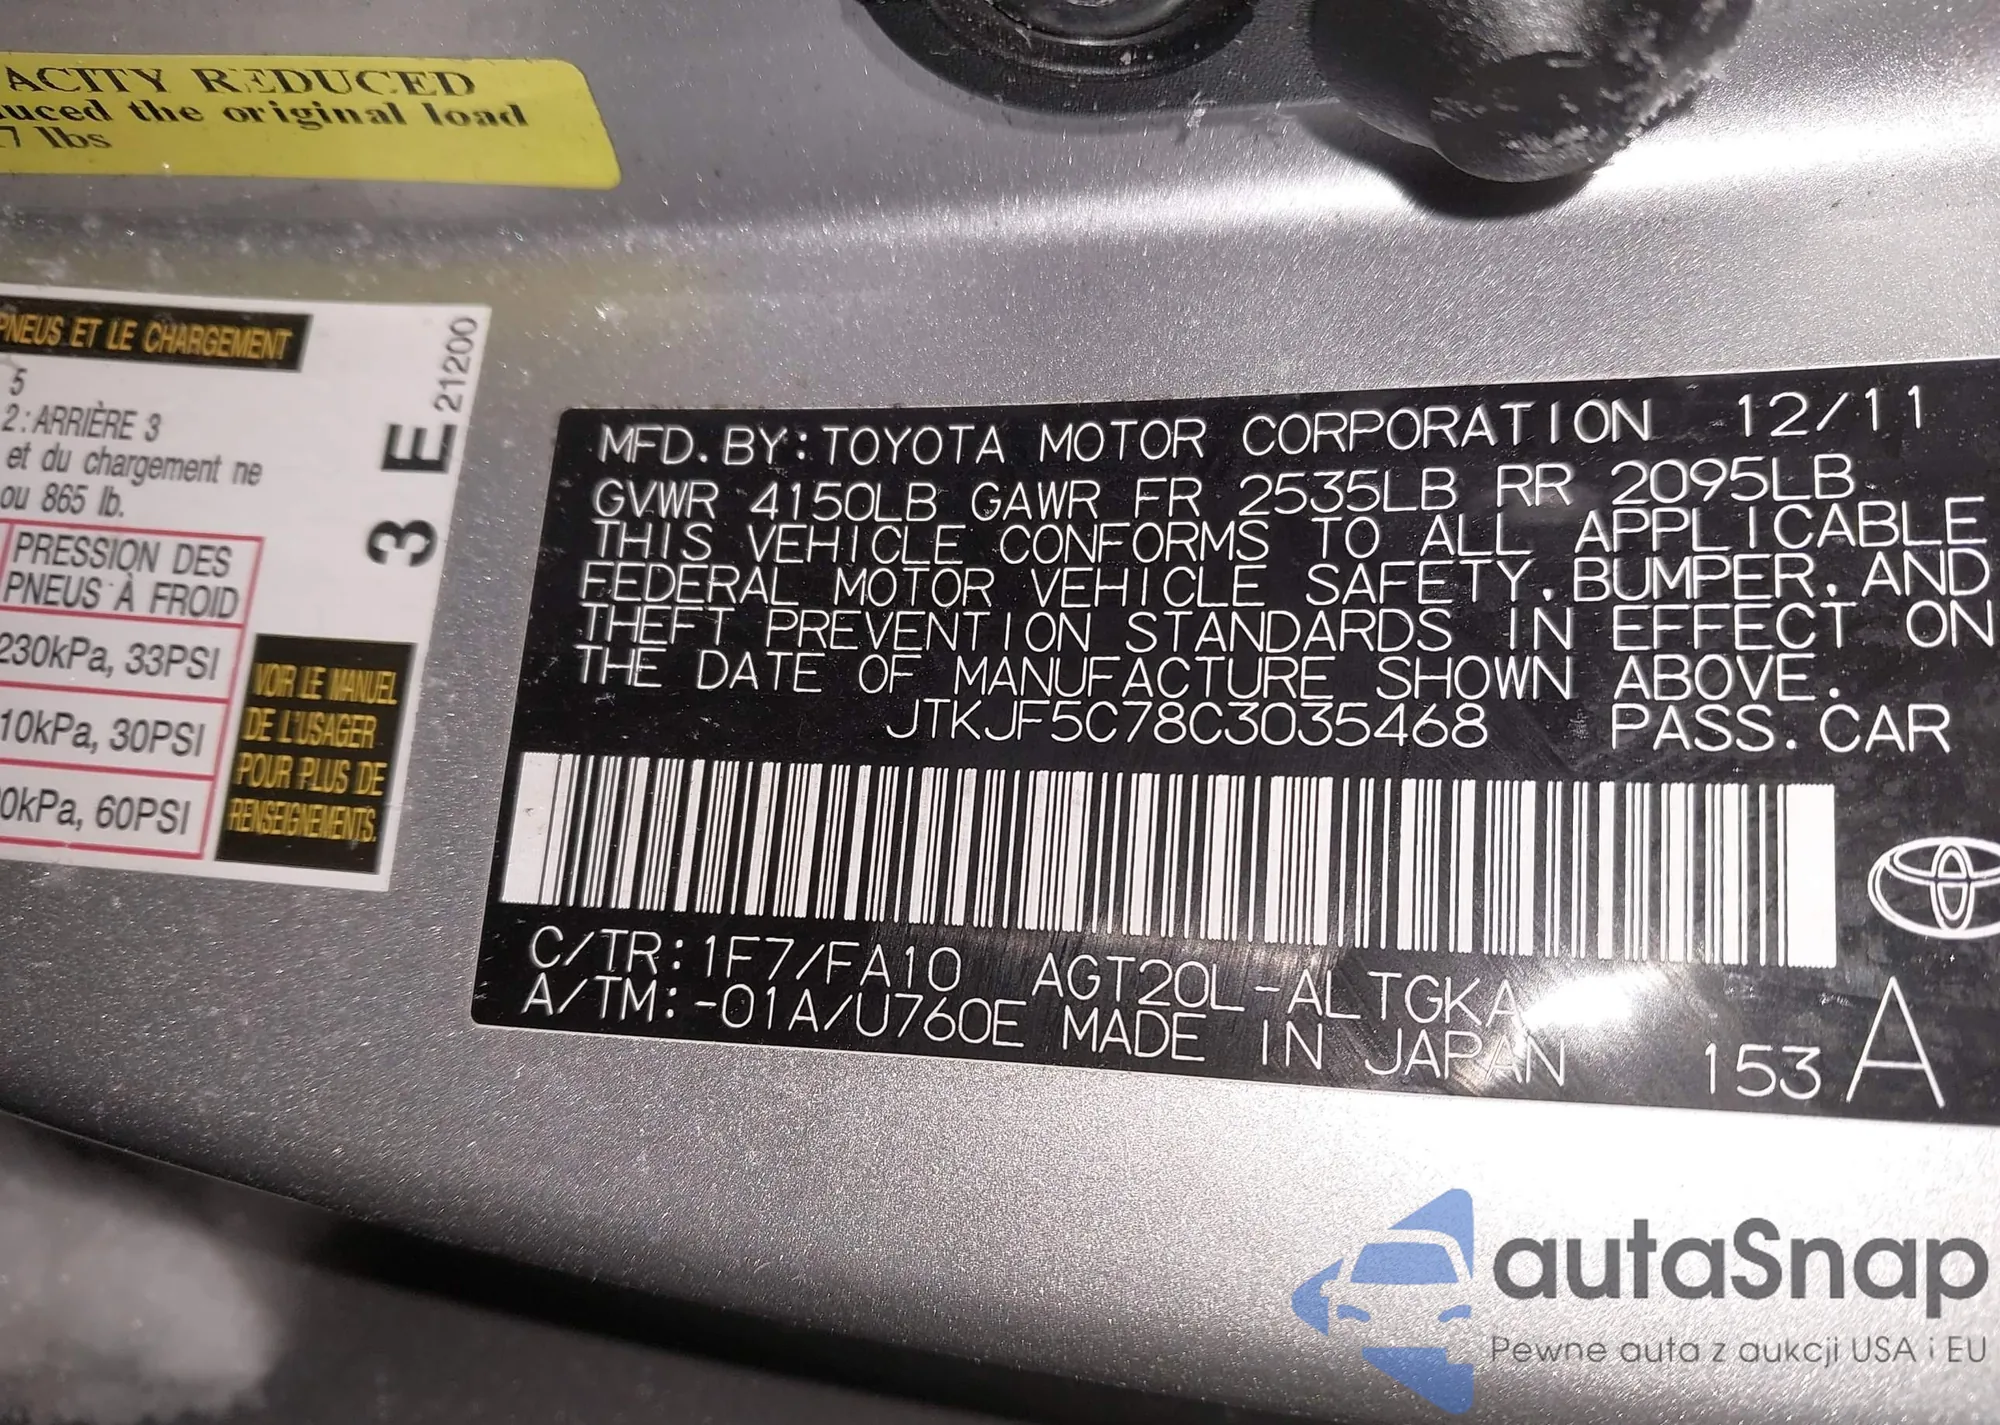 ACITY REDUCED
uced the original load
7 lbs
PNEUS ET LE CHARGEMENT
5
2 : ARRIÈRE 3
et du chargement ne
ou 865 lb.
PRESSION DES
PNEUS À FROID
230kPa, 33PSI
10kPa, 30PSI
0kPa, 60PSI
VOIR LE MANUEL
DE L'USAGER
POUR PLUS DE
RENSEIGNEMENTS.
3 E 21200
MFD. BY: TOYOTA MOTOR CORPORATION 12/11
GVWR 4150LB GAWR FR 2535LB RR 2095LB
THIS VEHICLE CONFORMS TO ALL APPLICABLE
FEDERAL MOTOR VEHICLE SAFETY, BUMPER, AND
THEFT PREVENTION STANDARDS IN EFFECT ON
THE DATE OF MANUFACTURE SHOWN ABOVE.
JTKJF5C78C3035468 PASS. CAR
C/TR: 1F7/FA10 AGT20L-ALTGKA
A/TM: -01A/U760E MADE IN JAPAN
153 A
autaSnap
Pewne auta z aukcji USA i EU